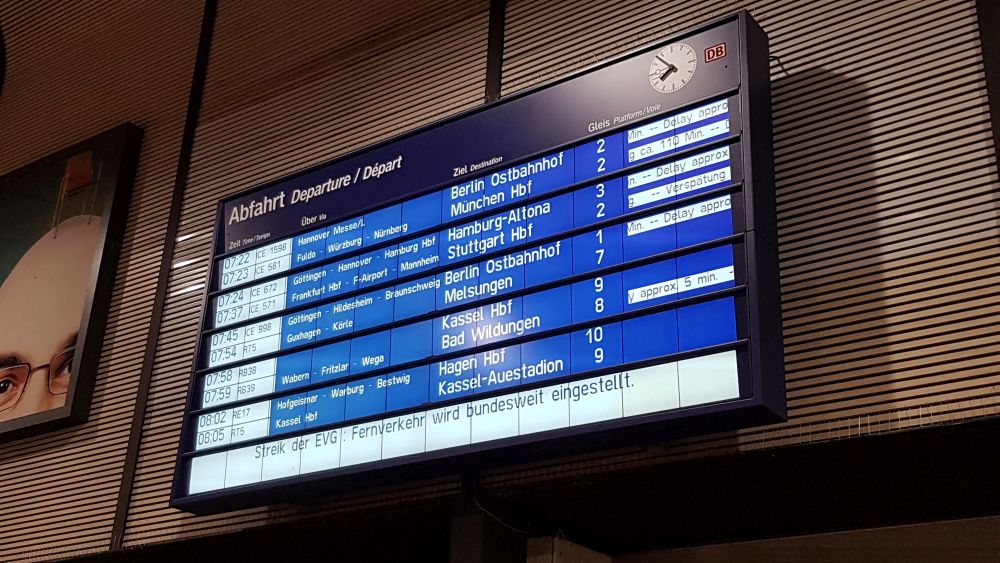 DB
Abfahrt Departure / Départ
Zeit Time/Temps Über Via Ziel Destination Gleis Platform/Voie
07:22 ICE 1598 Hannover Messe/L Berlin Ostbahnhof 2 Min. -- Delay appro
07:23 ICE 581 Fulda - Würzburg - Nürnberg München Hbf 2 g ca. 110 Min. --
07:24 ICE 672 Göttingen - Hannover - Hamburg Hbf Hamburg-Altona 3 n. -- Delay approx
07:37 ICE 571 Frankfurt Hbf - F-Airport - Mannheim Stuttgart Hbf 2 g. -- Verspätung
07:45 ICE 998 Göttingen - Hildesheim - Braunschweig Berlin Ostbahnhof 1 Min. -- Delay appro
07:54 RT5 Guxhagen - Körle Melsungen 7
07:58 RB38 Kassel Hbf 9 y approx. 5 min. -
07:59 RB39 Wabern - Fritzlar - Wega Bad Wildungen 8
08:02 RE17 Hofgeismar - Warburg - Bestwig Hagen Hbf 10
08:05 RT5 Kassel Hbf Kassel-Auestadion 9
Streik der EVG : Fernverkehr wird bundesweit eingestellt.